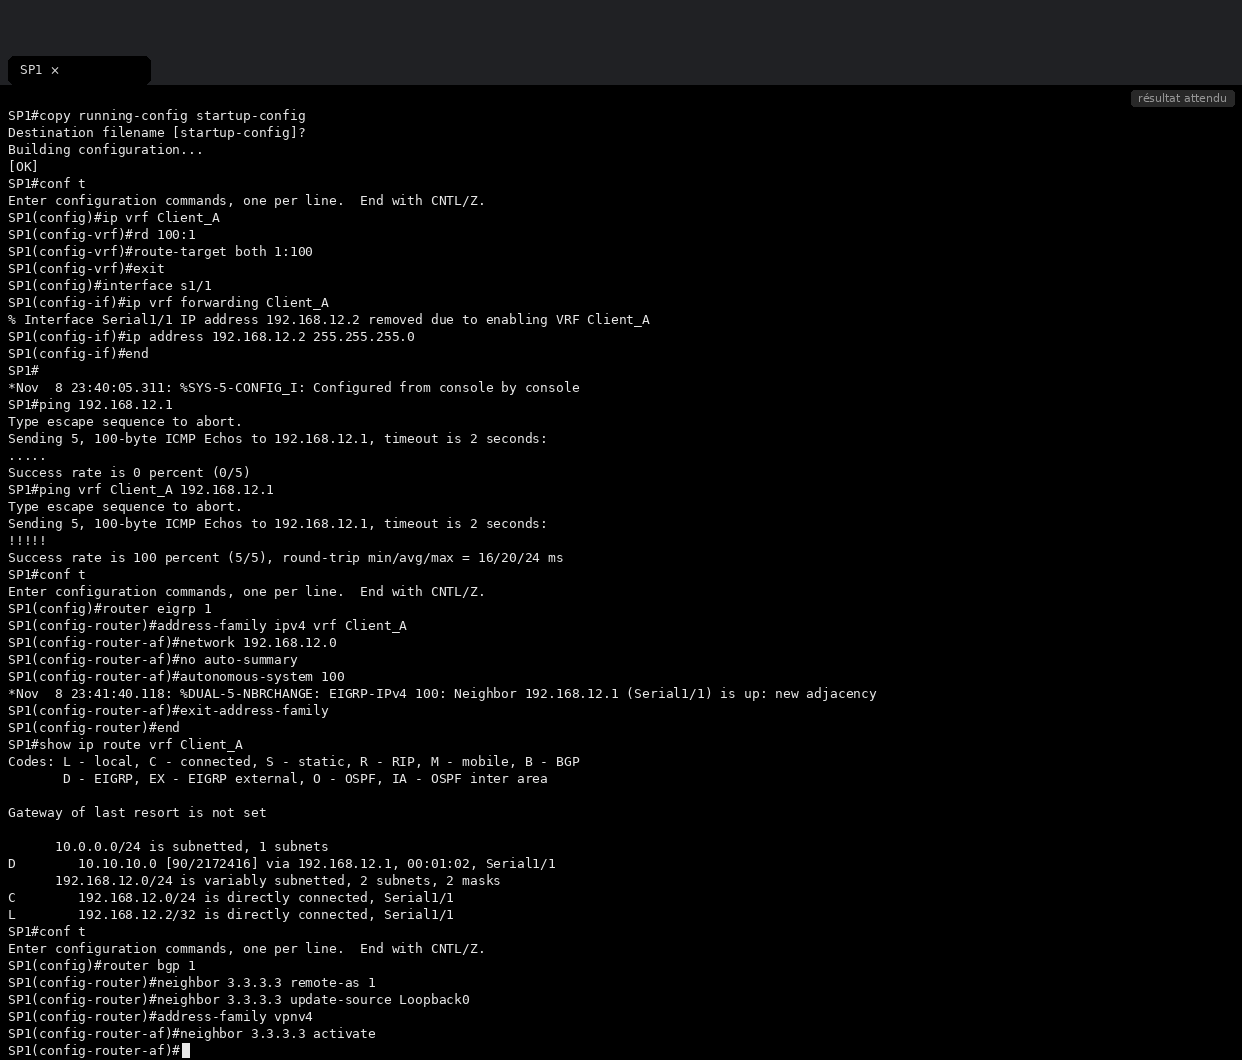 SP1 ×
résultat attendu
SP1#copy running-config startup-config
Destination filename [startup-config]?
Building configuration...
[OK]
SP1#conf t
Enter configuration commands, one per line.  End with CNTL/Z.
SP1(config)#ip vrf Client_A
SP1(config-vrf)#rd 100:1
SP1(config-vrf)#route-target both 1:100
SP1(config-vrf)#exit
SP1(config)#interface s1/1
SP1(config-if)#ip vrf forwarding Client_A
% Interface Serial1/1 IP address 192.168.12.2 removed due to enabling VRF Client_A
SP1(config-if)#ip address 192.168.12.2 255.255.255.0
SP1(config-if)#end
SP1#
*Nov  8 23:40:05.311: %SYS-5-CONFIG_I: Configured from console by console
SP1#ping 192.168.12.1
Type escape sequence to abort.
Sending 5, 100-byte ICMP Echos to 192.168.12.1, timeout is 2 seconds:
.....
Success rate is 0 percent (0/5)
SP1#ping vrf Client_A 192.168.12.1
Type escape sequence to abort.
Sending 5, 100-byte ICMP Echos to 192.168.12.1, timeout is 2 seconds:
!!!!!
Success rate is 100 percent (5/5), round-trip min/avg/max = 16/20/24 ms
SP1#conf t
Enter configuration commands, one per line.  End with CNTL/Z.
SP1(config)#router eigrp 1
SP1(config-router)#address-family ipv4 vrf Client_A
SP1(config-router-af)#network 192.168.12.0
SP1(config-router-af)#no auto-summary
SP1(config-router-af)#autonomous-system 100
*Nov  8 23:41:40.118: %DUAL-5-NBRCHANGE: EIGRP-IPv4 100: Neighbor 192.168.12.1 (Serial1/1) is up: new adjacency
SP1(config-router-af)#exit-address-family
SP1(config-router)#end
SP1#show ip route vrf Client_A
Codes: L - local, C - connected, S - static, R - RIP, M - mobile, B - BGP
       D - EIGRP, EX - EIGRP external, O - OSPF, IA - OSPF inter area
Gateway of last resort is not set
      10.0.0.0/24 is subnetted, 1 subnets
D        10.10.10.0 [90/2172416] via 192.168.12.1, 00:01:02, Serial1/1
      192.168.12.0/24 is variably subnetted, 2 subnets, 2 masks
C        192.168.12.0/24 is directly connected, Serial1/1
L        192.168.12.2/32 is directly connected, Serial1/1
SP1#conf t
Enter configuration commands, one per line.  End with CNTL/Z.
SP1(config)#router bgp 1
SP1(config-router)#neighbor 3.3.3.3 remote-as 1
SP1(config-router)#neighbor 3.3.3.3 update-source Loopback0
SP1(config-router)#address-family vpnv4
SP1(config-router-af)#neighbor 3.3.3.3 activate
SP1(config-router-af)#